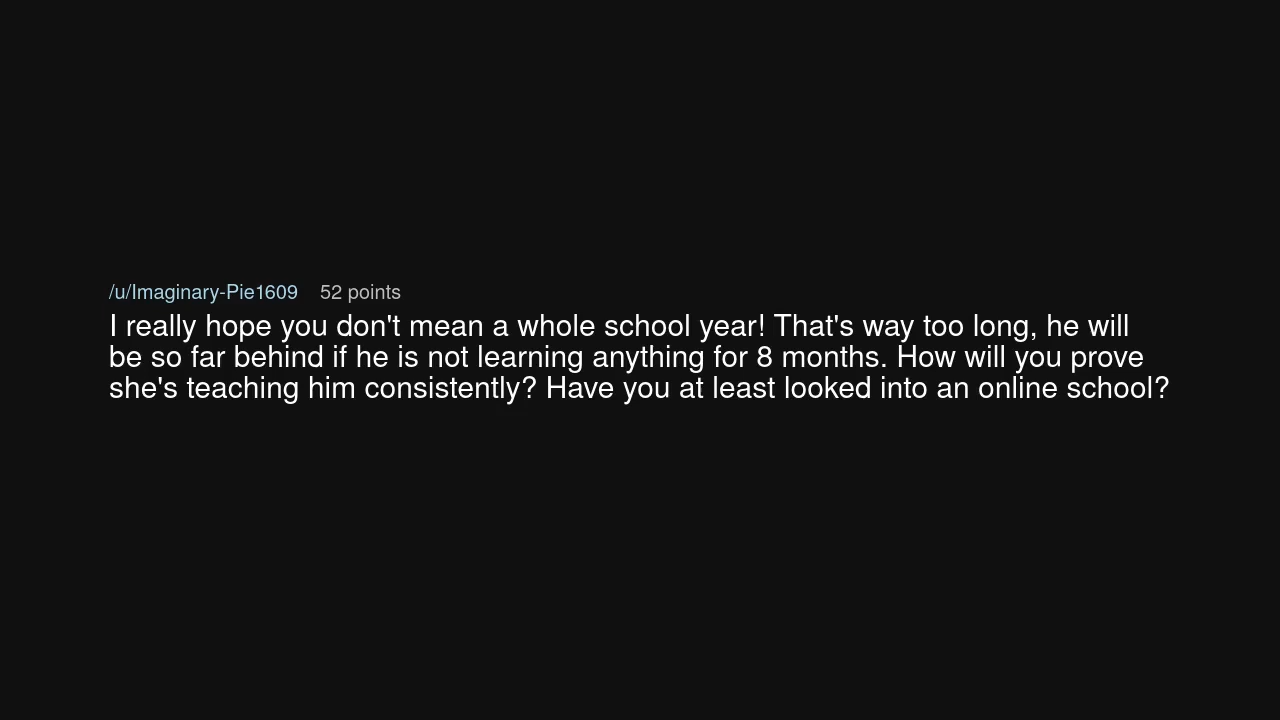 /u/Imaginary-Pie1609 52 points
I really hope you don't mean a whole school year! That's way too long, he will
be so far behind if he is not learning anything for 8 months. How will you prove
she's teaching him consistently? Have you at least looked into an online school?